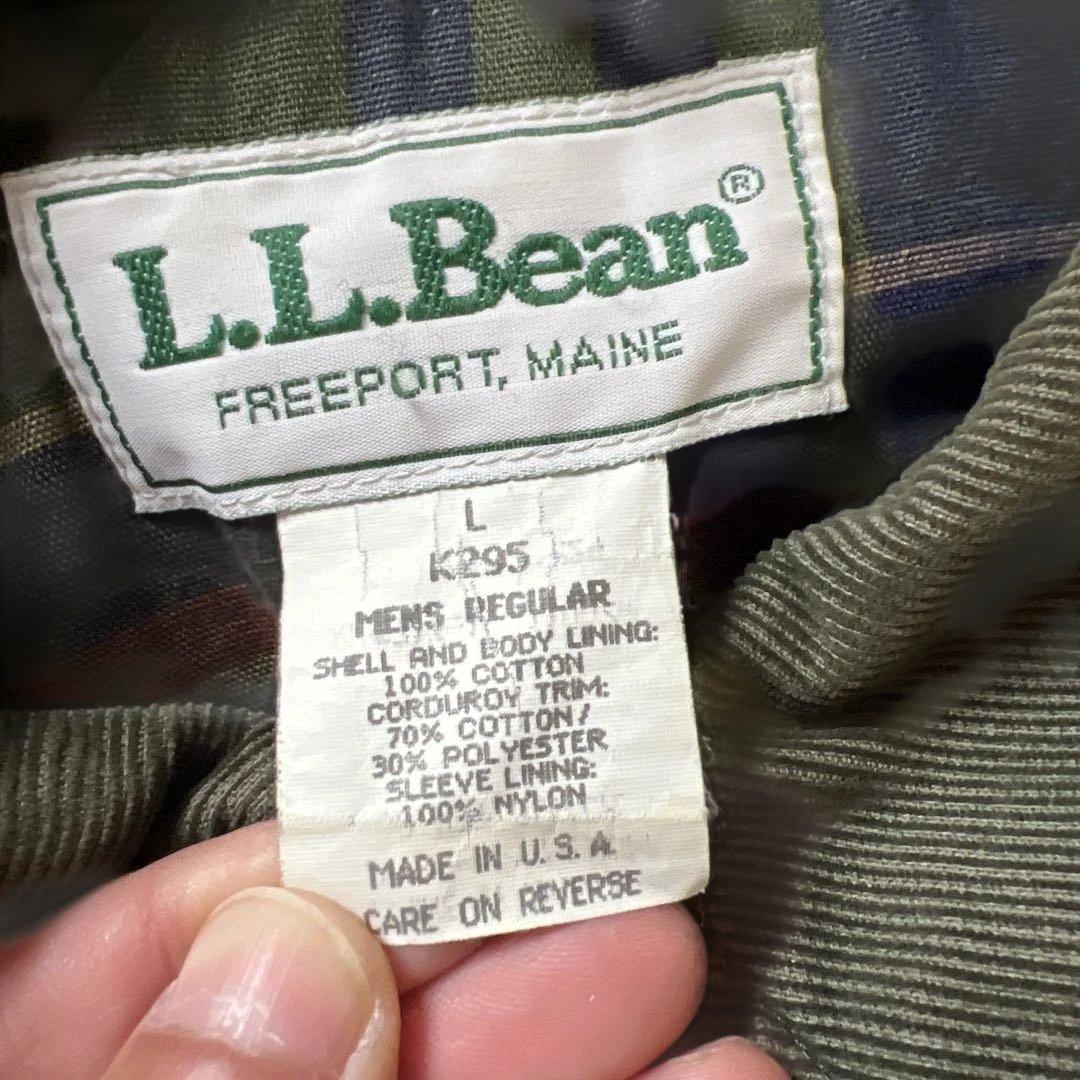 L.L.Bean®
FREEPORT, MAINE
L
K295
MENS REGULAR
SHELL AND BODY LINING:
100% COTTON
CORDUROY TRIM:
70% COTTON/
30% POLYESTER
SLEEVE LINING:
100% NYLON
MADE IN U.S.A.
CARE ON REVERSE